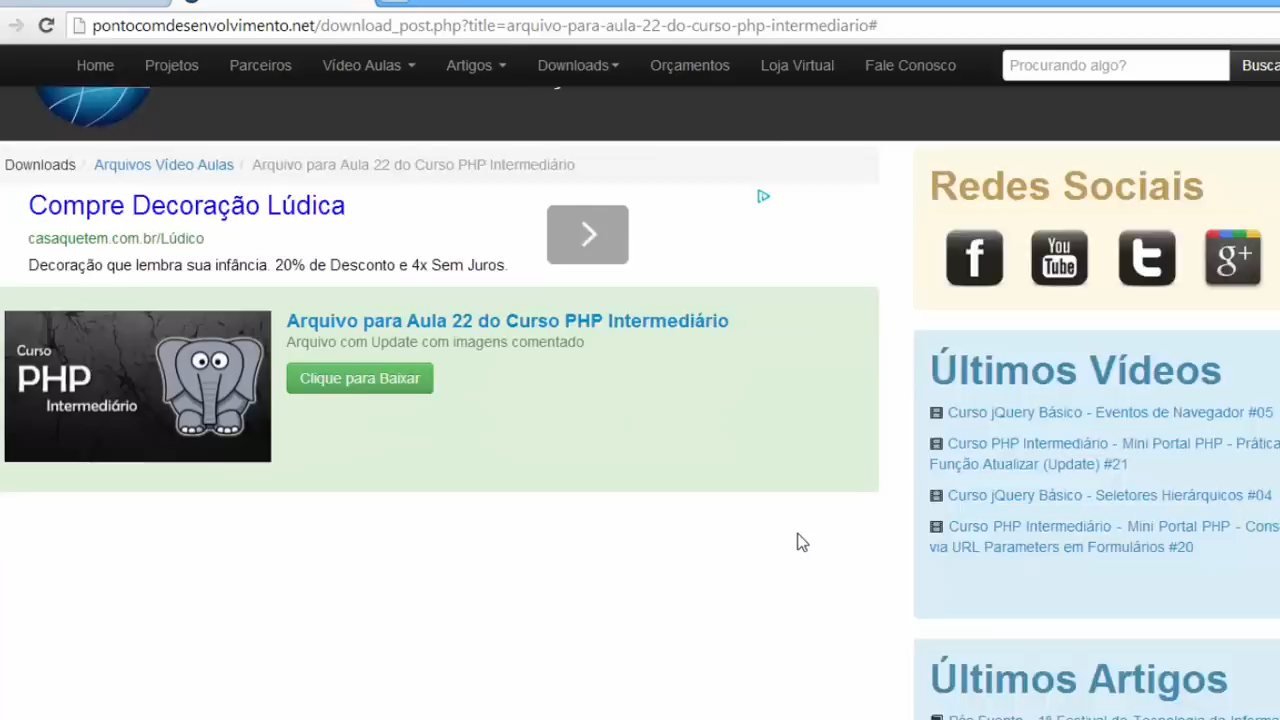 pontocomdesenvolvimento.net/download_post.php?title=arquivo-para-aula-22-do-curso-php-intermediario#
Home Projetos Parceiros Vídeo Aulas Artigos Downloads Orçamentos Loja Virtual Fale Conosco Procurando algo? Busca
Downloads / Arquivos Vídeo Aulas / Arquivo para Aula 22 do Curso PHP Intermediário
Compre Decoração Lúdica
casaquetem.com.br/Lúdico
Decoração que lembra sua infância. 20% de Desconto e 4x Sem Juros.
Curso
PHP
Intermediário
Arquivo para Aula 22 do Curso PHP Intermediário
Arquivo com Update com imagens comentado
Clique para Baixar
Redes Sociais
f You Tube t g+
Últimos Vídeos
Curso jQuery Básico - Eventos de Navegador #05
Curso PHP Intermediário - Mini Portal PHP - Prática
Função Atualizar (Update) #21
Curso jQuery Básico - Seletores Hierárquicos #04
Curso PHP Intermediário - Mini Portal PHP - Cons
via URL Parameters em Formulários #20
Últimos Artigos